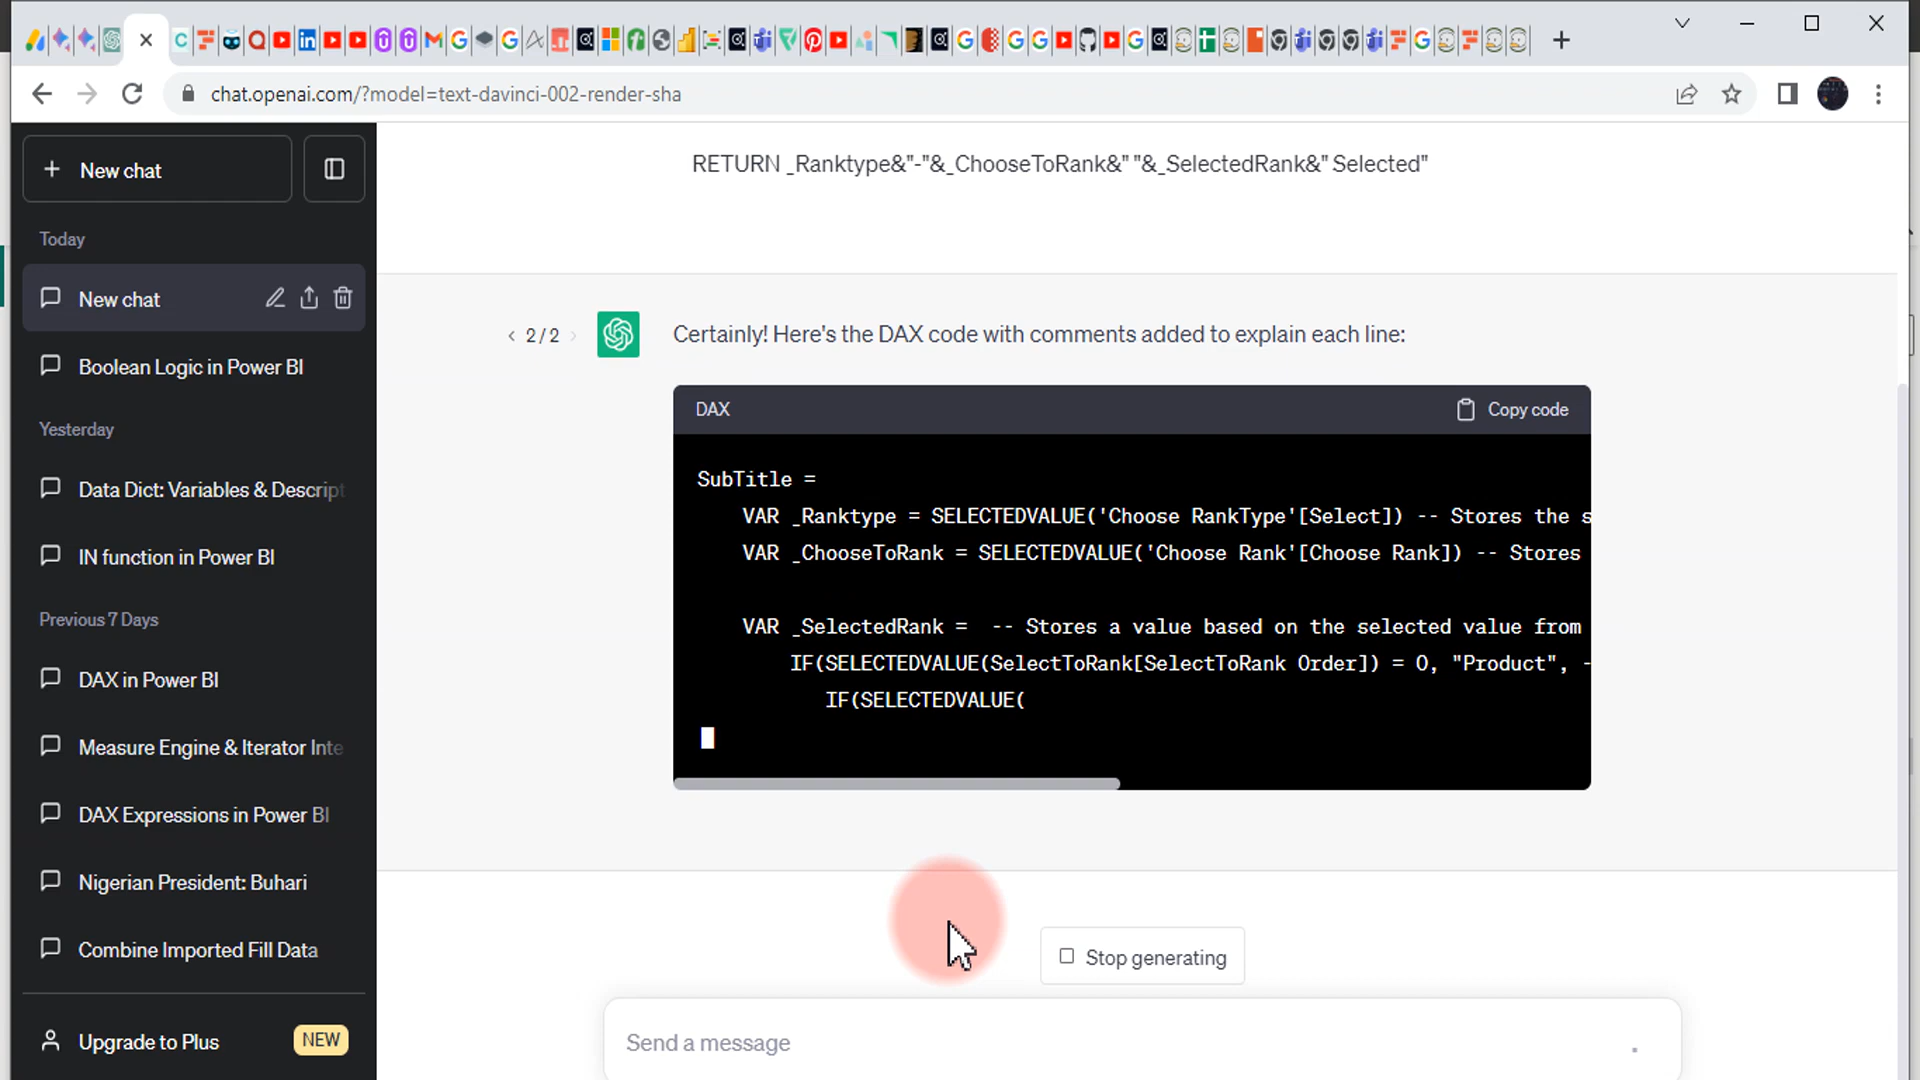 chat.openai.com/?model=text-davinci-002-render-sha
New chat
Today
New chat
Boolean Logic in Power BI
Yesterday
Data Dict: Variables & Descript
IN function in Power BI
Previous 7 Days
DAX in Power BI
Measure Engine & Iterator Inte
DAX Expressions in Power BI
Nigerian President: Buhari
Combine Imported Fill Data
Upgrade to Plus NEW
RETURN _Ranktype&"-"&_ChooseToRank&" "&_SelectedRank&" Selected"
2 / 2
Certainly! Here's the DAX code with comments added to explain each line:
DAX Copy code
SubTitle =
VAR _Ranktype = SELECTEDVALUE('Choose RankType'[Select]) -- Stores the s
VAR _ChooseToRank = SELECTEDVALUE('Choose Rank'[Choose Rank]) -- Stores
VAR _SelectedRank = -- Stores a value based on the selected value from
IF(SELECTEDVALUE(SelectToRank[SelectToRank Order]) = 0, "Product", -
IF(SELECTEDVALUE(
Stop generating
Send a message